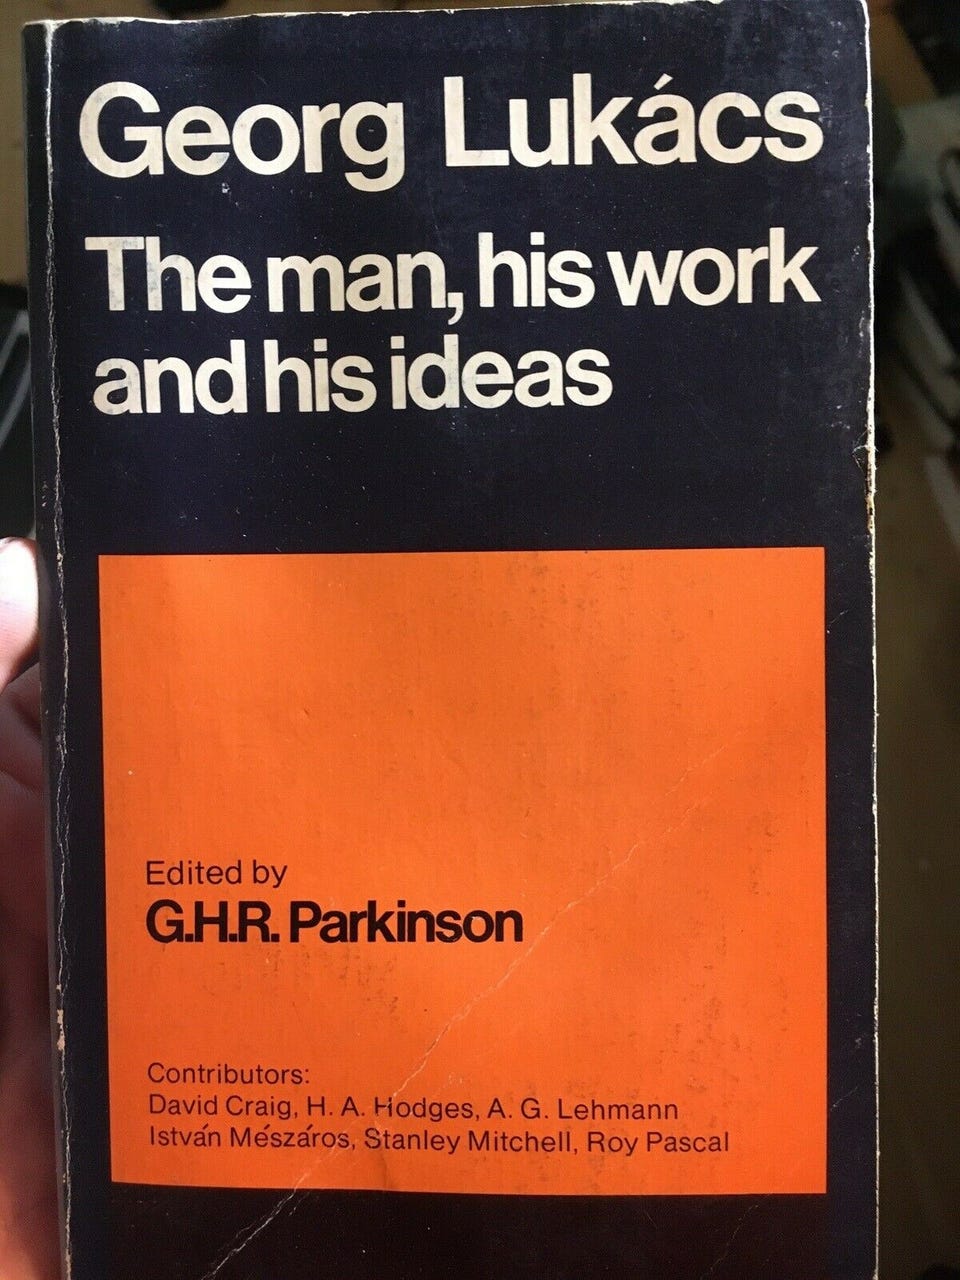 Georg Lukács
The man, his work
and his ideas
Edited by
G.H.R. Parkinson
Contributors:
David Craig, H. A. Hodges, A. G. Lehmann
István Mészáros, Stanley Mitchell, Roy Pascal